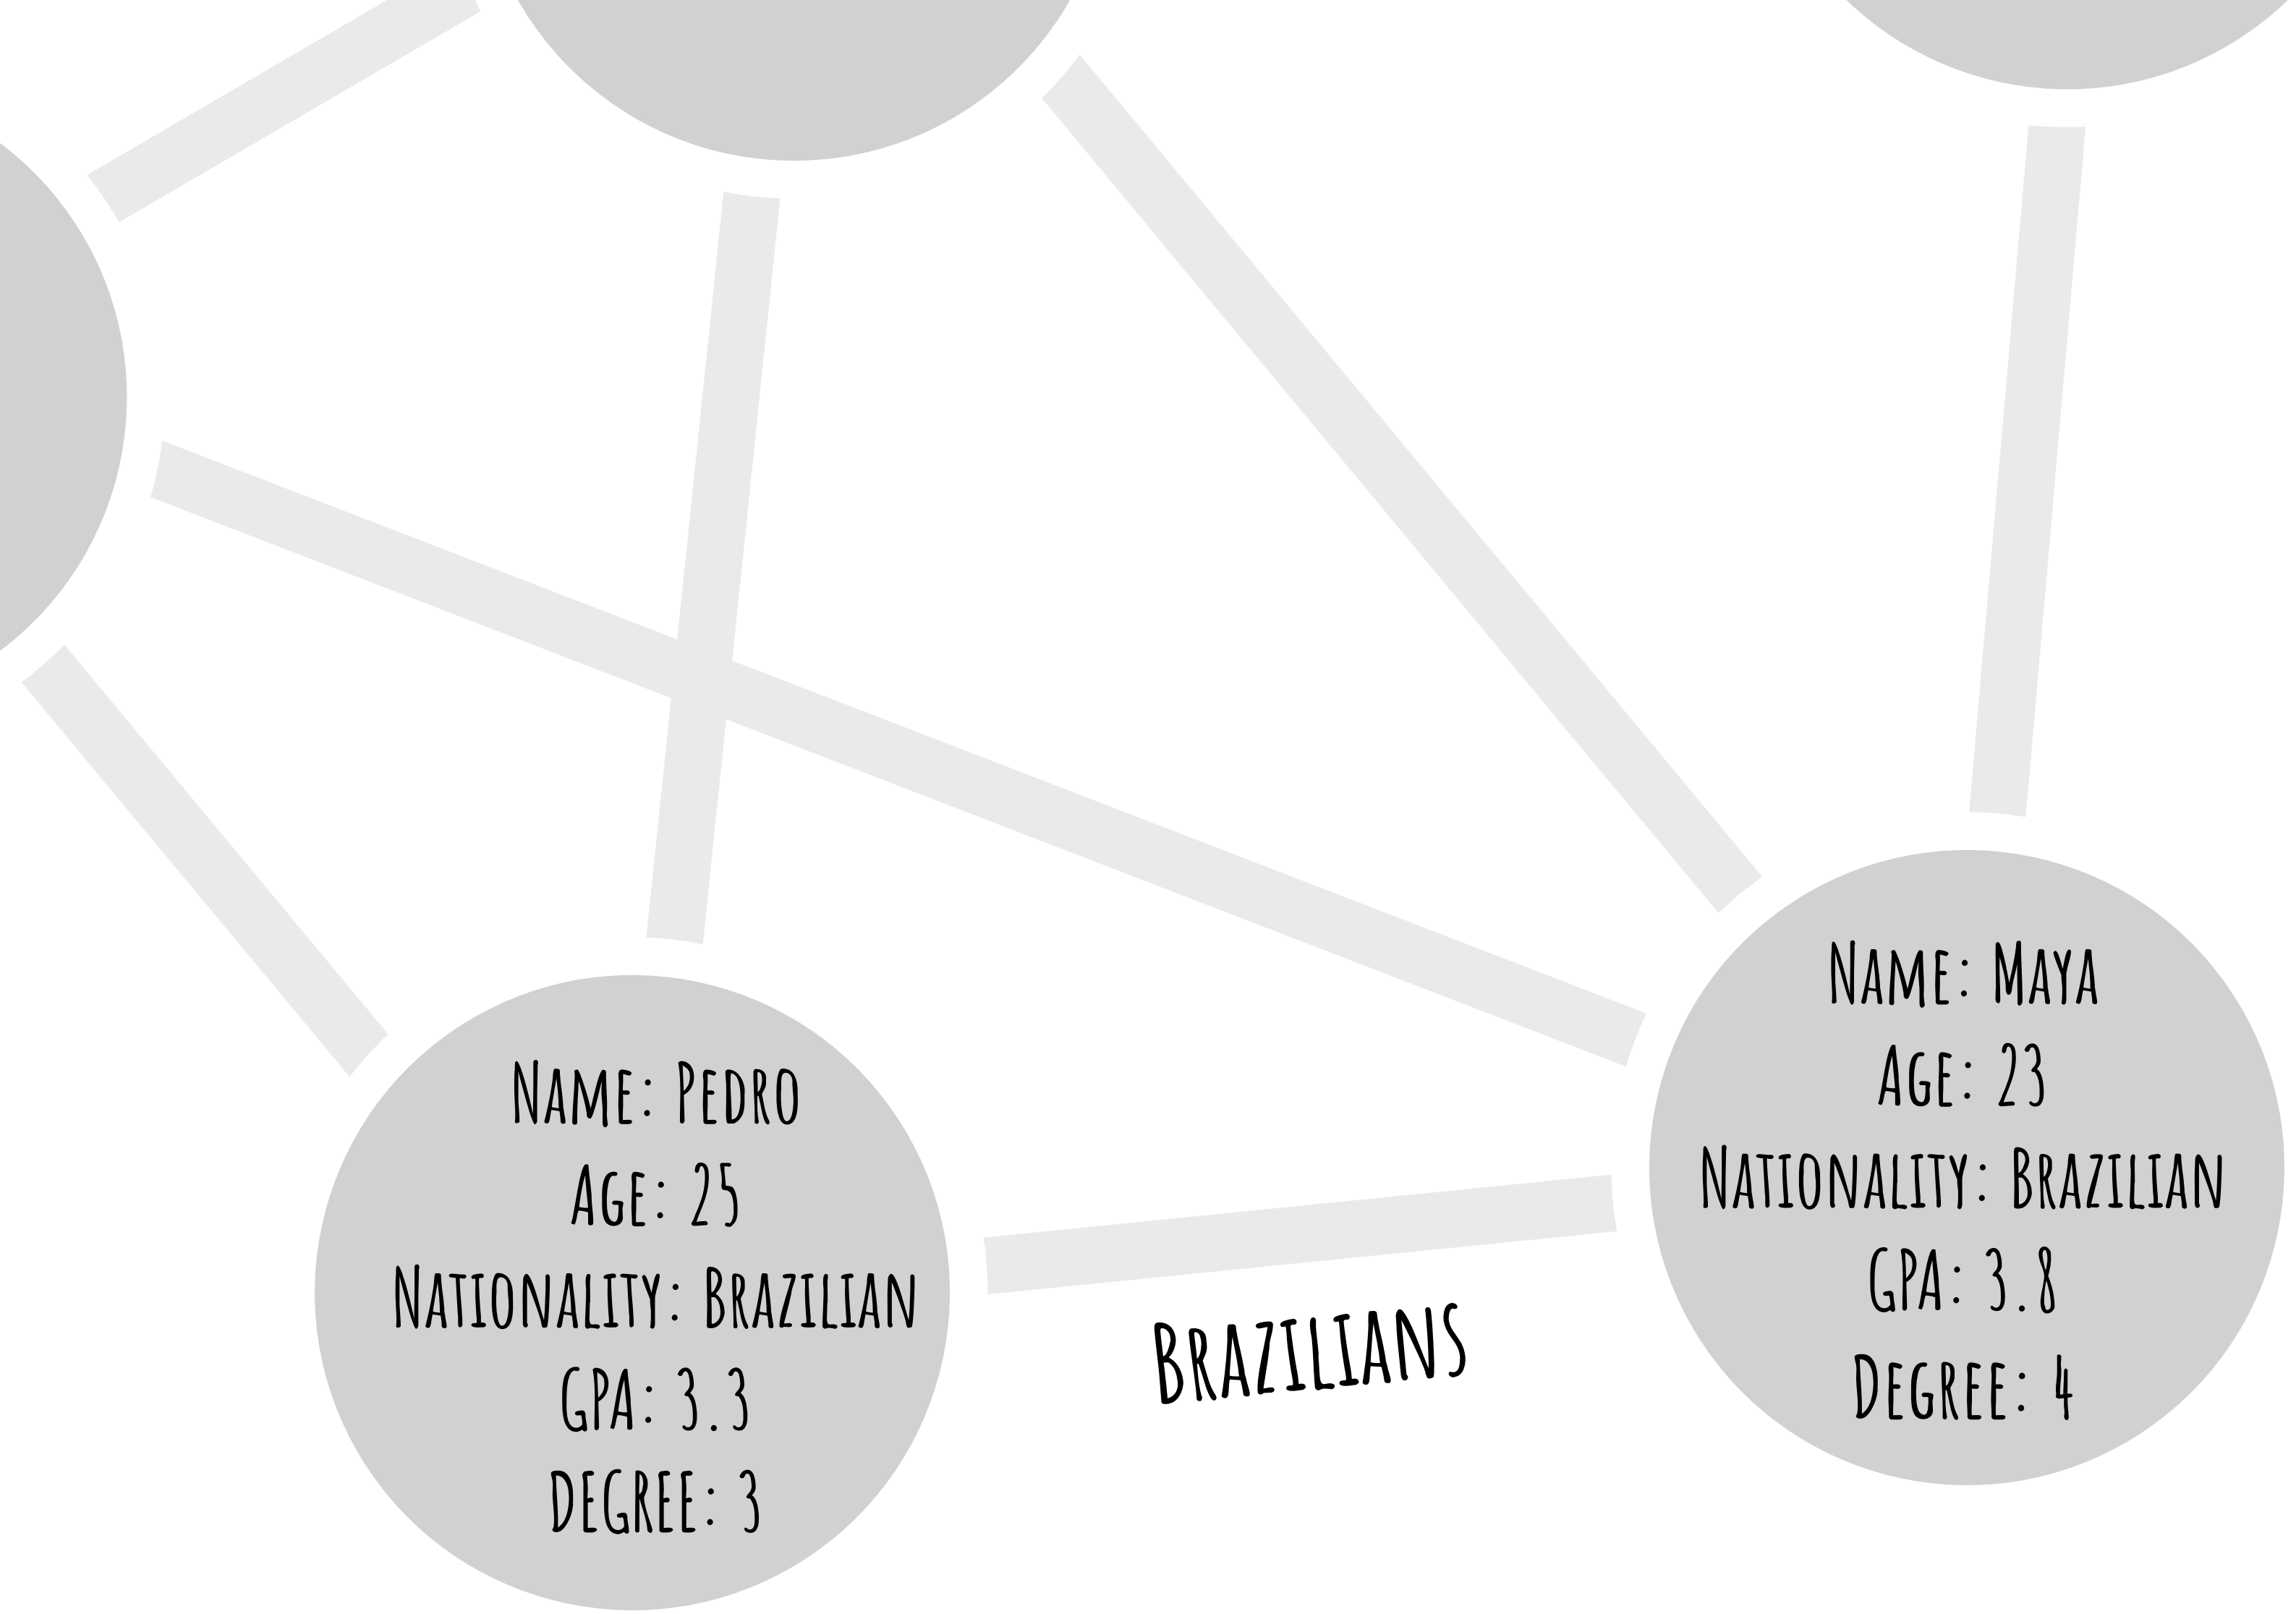 Name: Pedro
Age: 25
Nationality: Brazilian
GPA: 3.3
Degree: 3
Brazilians
Name: Maya
Age: 23
Nationality: Brazilian
GPA: 3.8
Degree: 4